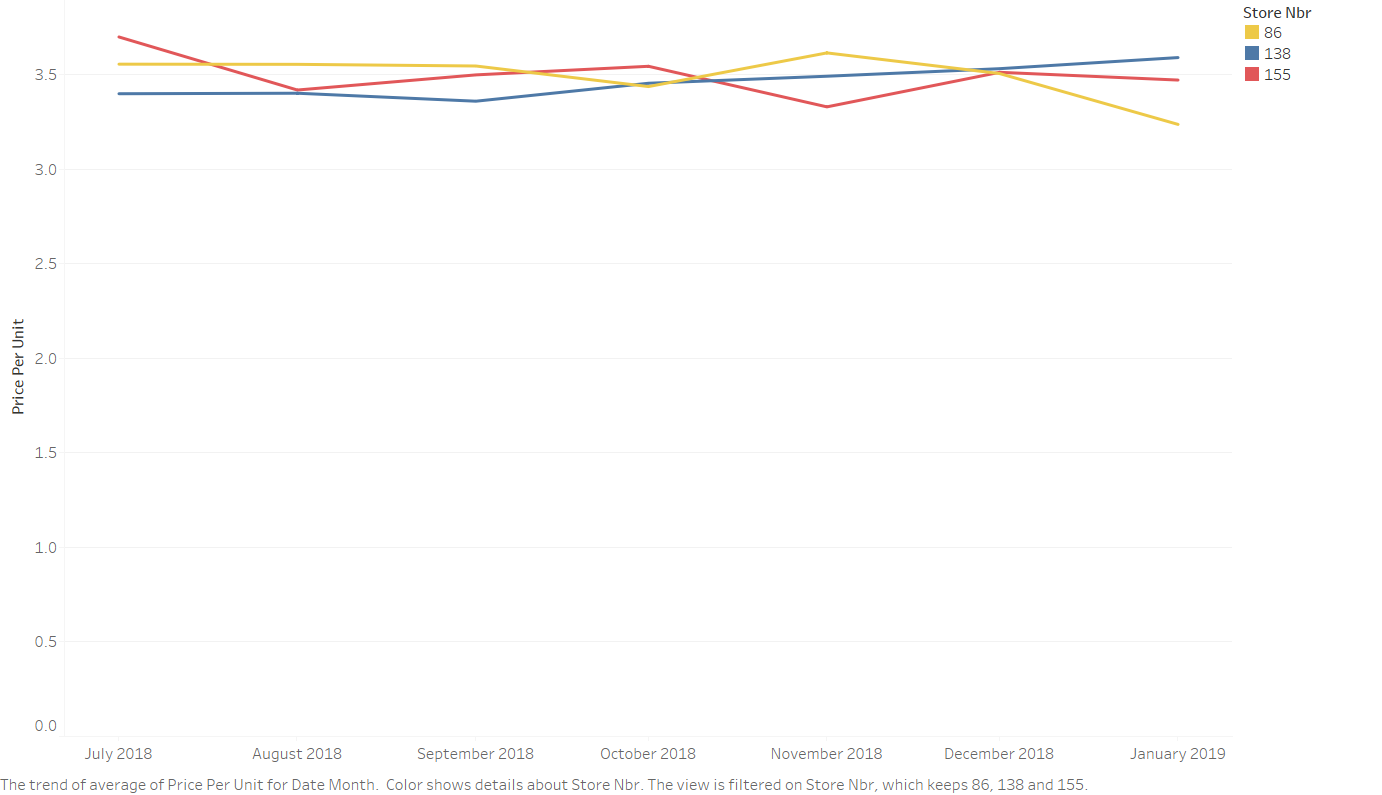 Store Nbr
86
138
155
3.5
3.0
2.5
2.0
1.5
1.0
0.5
0.0
Price Per Unit
July 2018
August 2018
September 2018
October 2018
November 2018
December 2018
January 2019
The trend of average of Price Per Unit for Date Month.  Color shows details about Store Nbr. The view is filtered on Store Nbr, which keeps 86, 138 and 155.